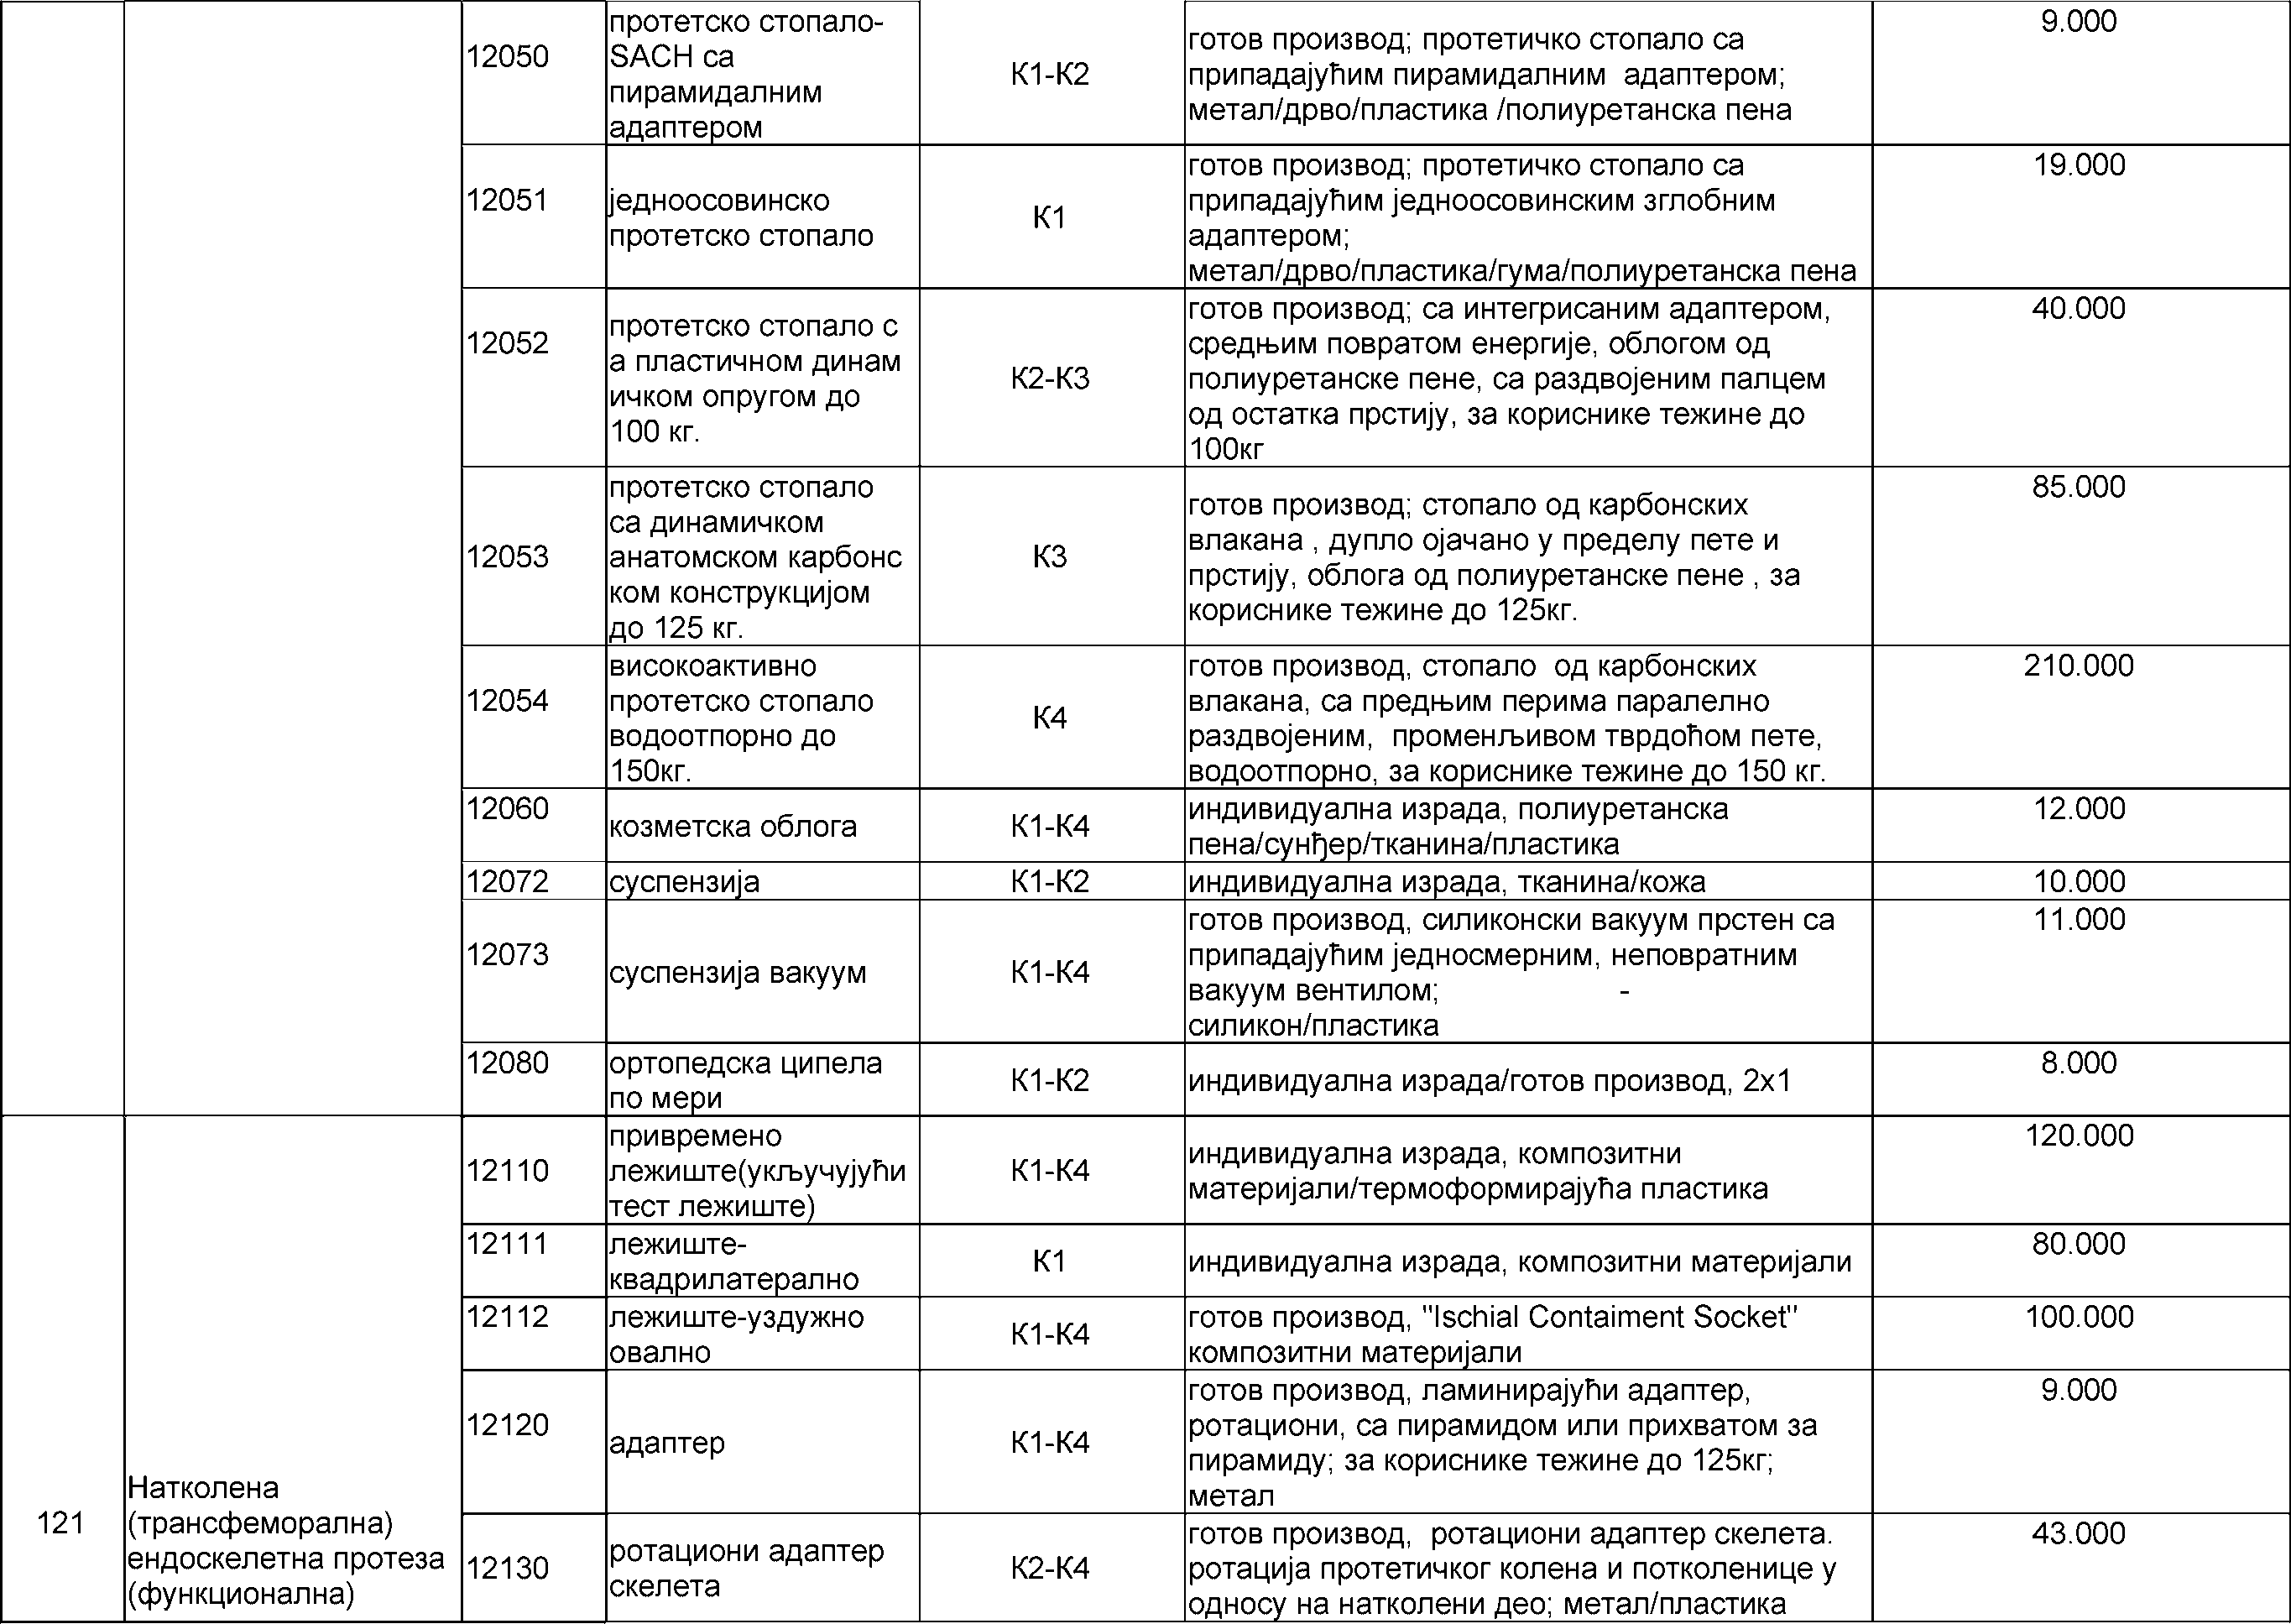 12050
протетско стопало-
SACH са
пирамидалним
адаптером
К1-К2
готов производ; протетичко стопало са
припадајућим пирамидалним адаптером;
метал/дрво/пластика /полиуретанска пена
9.000
12051
једноосовинско
протетско стопало
К1
готов производ; протетичко стопало са
припадајућим једноосовинским зглобним
адаптером;
метал/дрво/пластика/гума/полиуретанска пена
19.000
12052
протетско стопало с
а пластичном динам
ичком опругом до
100 кг.
К2-К3
готов производ; са интегрисаним адаптером,
средњим повратом енергије, облогом од
полиуретанске пене, са раздвојеним палцем
од остатка прстију, за кориснике тежине до
100кг
40.000
12053
протетско стопало
са динамичком
анатомском карбонс
ком конструкцијом
до 125 кг.
К3
готов производ; стопало од карбонских
влакана , дупло ојачано у пределу пете и
прстију, облога од полиуретанске пене , за
кориснике тежине до 125кг.
85.000
12054
високоактивно
протетско стопало
водоотпорно до
150кг.
К4
готов производ, стопало од карбонских
влакана, са предњим перима паралелно
раздвојеним, променљивом тврдоћом пете,
водоотпорно, за кориснике тежине до 150 кг.
210.000
12060
козметска облога
К1-К4
индивидуална израда, полиуретанска
пена/сунђер/тканина/пластика
12.000
12072
суспензија
К1-К2
индивидуална израда, тканина/кожа
10.000
12073
суспензија вакуум
К1-К4
готов производ, силиконски вакуум прстен са
припадајућим једносмерним, неповратним
вакуум вентилом; -
силикон/пластика
11.000
12080
ортопедска ципела
по мери
К1-К2
индивидуална израда/готов производ, 2x1
8.000
121
Натколена
(трансфеморална)
ендоскелетна протеза
(функционална)
12110
привремено
лежиште(укључујући
тест лежиште)
К1-К4
индивидуална израда, композитни
материјали/термоформирајућа пластика
120.000
12111
лежиште-
квадрилатерално
К1
индивидуална израда, композитни материјали
80.000
12112
лежиште-уздужно
овално
К1-К4
готов производ, "Ischial Contaiment Socket"
композитни материјали
100.000
12120
адаптер
К1-К4
готов производ, ламинирајући адаптер,
ротациони, са пирамидом или прихватом за
пирамиду; за кориснике тежине до 125кг;
метал
9.000
12130
ротациони адаптер
скелета
К2-К4
готов производ, ротациони адаптер скелета.
ротација протетичког колена и потколенице у
односу на натколени део; метал/пластика
43.000